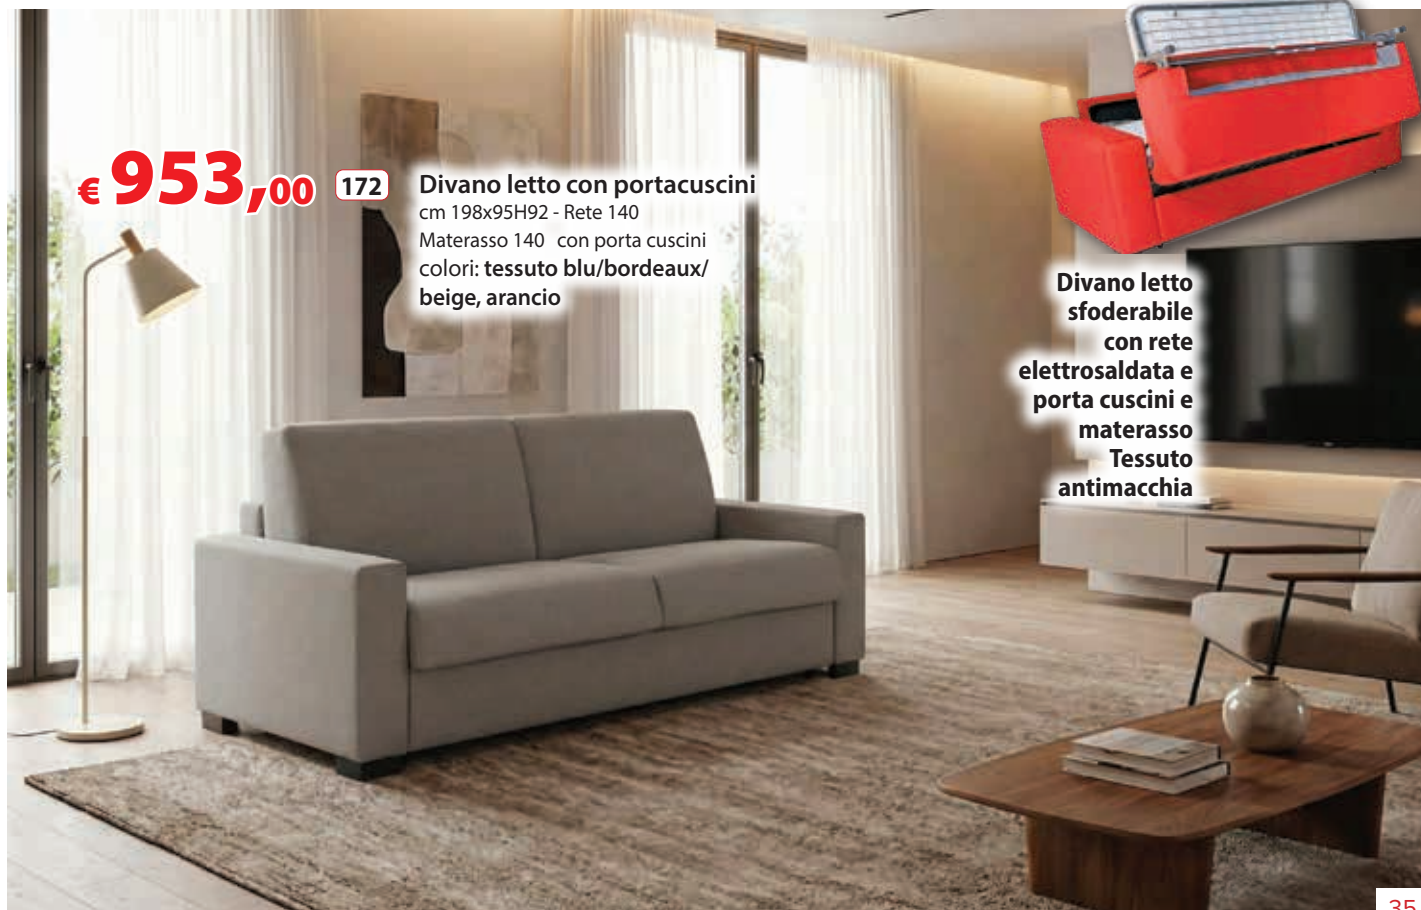 € 953,00
172
Divano letto con portacuscini
cm 198x95H92 - Rete 140
Materasso 140 con porta cuscini
colori: tessuto blu/bordeaux/
beige, arancio
Divano letto
sfoderabile
con rete
elettrosaldata e
porta cuscini e
materasso
Tessuto
antimacchia
35